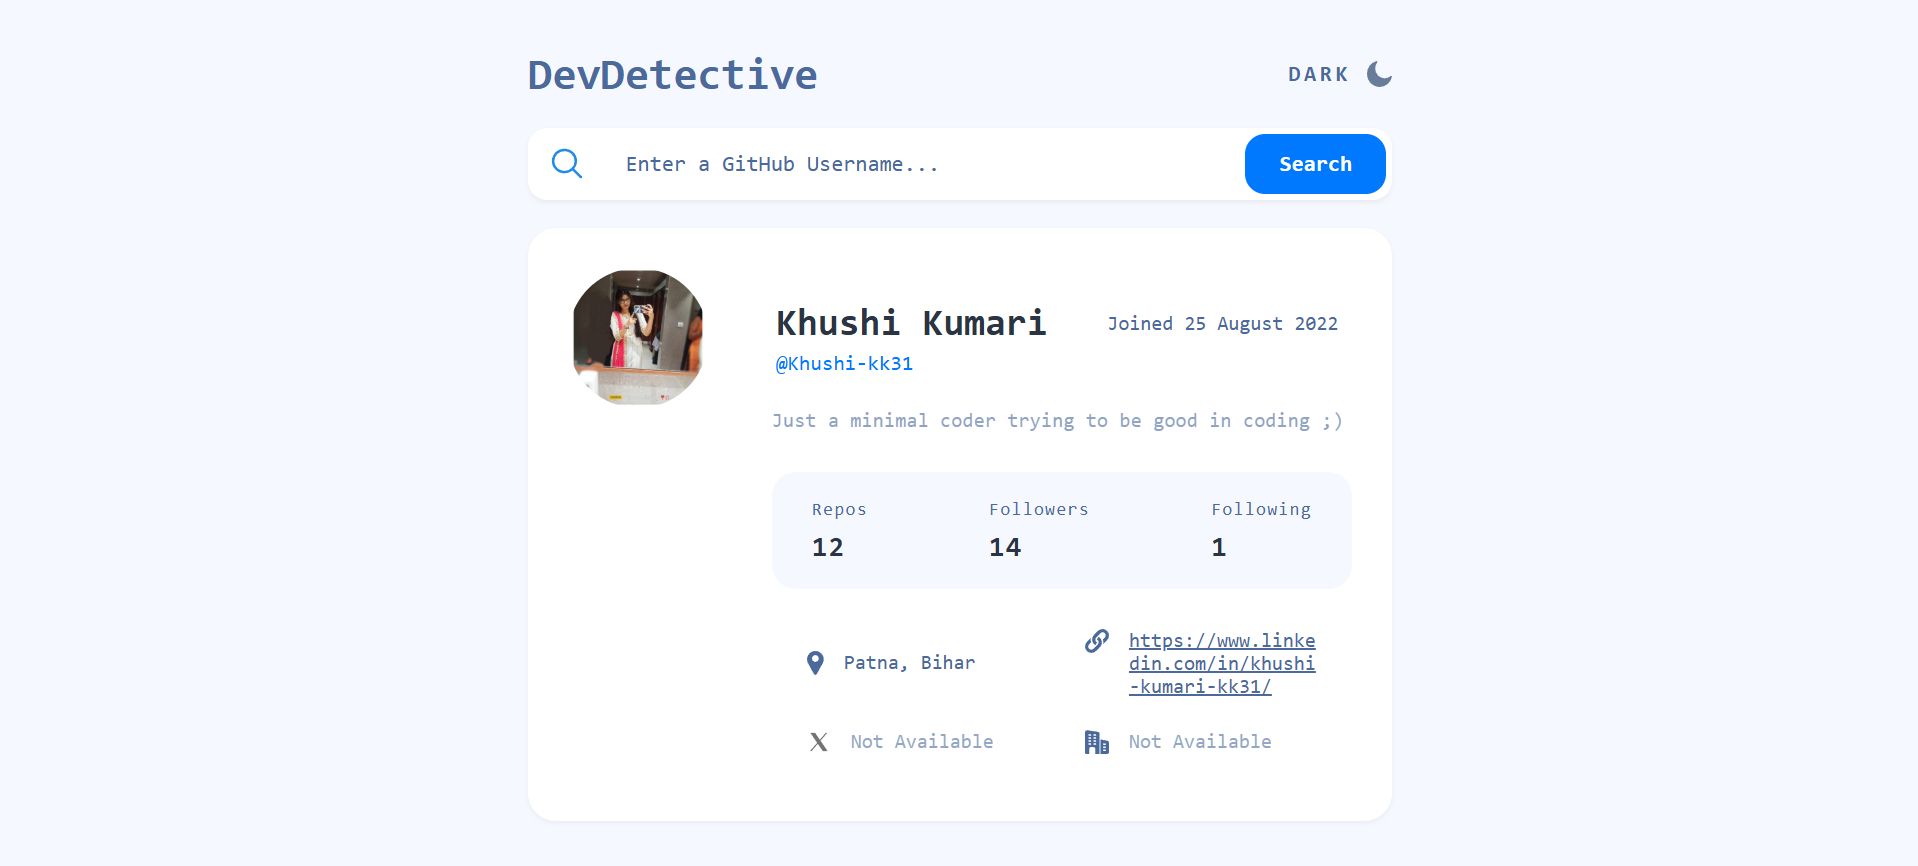 DevDetective
DARK
Enter a GitHub Username...
Search
Khushi Kumari
Joined 25 August 2022
@Khushi-kk31
Just a minimal coder trying to be good in coding ;)
Repos
Followers
Following
12
14
1
Patna, Bihar
https://www.linke
din.com/in/khushi
-kumari-kk31/
Not Available
Not Available